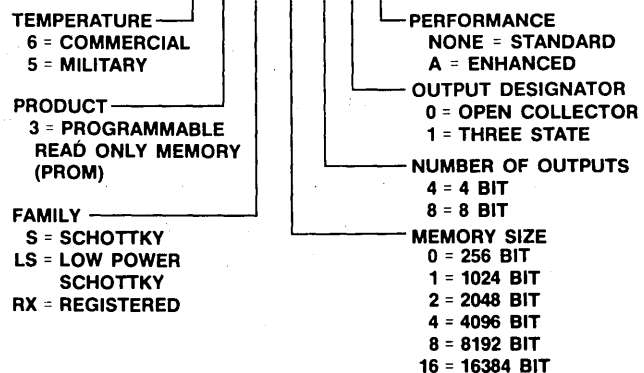 TEMPERATURE
6 = COMMERCIAL
5 = MILITARY
PRODUCT
3 = PROGRAMMABLE
READ ONLY MEMORY
(PROM)
FAMILY
S = SCHOTTKY
LS = LOW POWER
SCHOTTKY
RX = REGISTERED
PERFORMANCE
NONE = STANDARD
A = ENHANCED
OUTPUT DESIGNATOR
0 = OPEN COLLECTOR
1 = THREE STATE
NUMBER OF OUTPUTS
4 = 4 BIT
8 = 8 BIT
MEMORY SIZE
0 = 256 BIT
1 = 1024 BIT
2 = 2048 BIT
4 = 4096 BIT
8 = 8192 BIT
16 = 16384 BIT